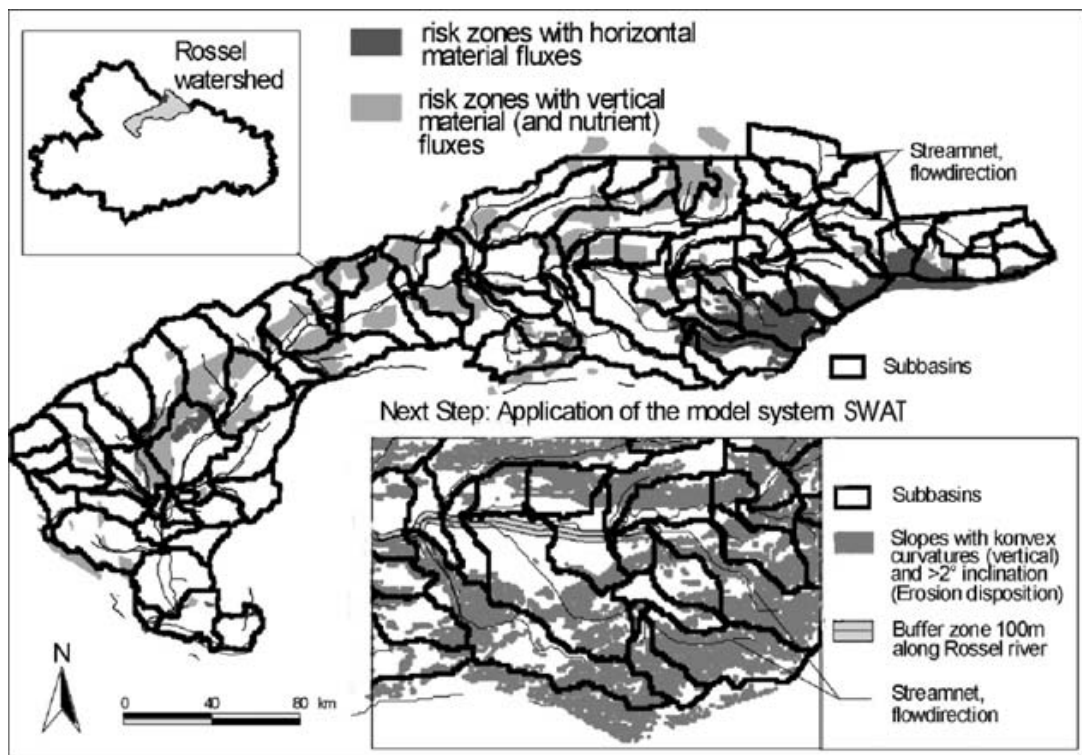 Rossel
watershed
risk zones with horizontal
material fluxes
risk zones with vertical
material (and nutrient)
fluxes
Streamnet,
flowdirection
Subbasins
Next Step: Application of the model system SWAT
Subbasins
Slopes with konvex
curvatures (vertical)
and >2° inclination
(Erosion disposition)
Buffer zone 100m
along Rossel river
Streamnet,
flowdirection
N
0 40 80 km